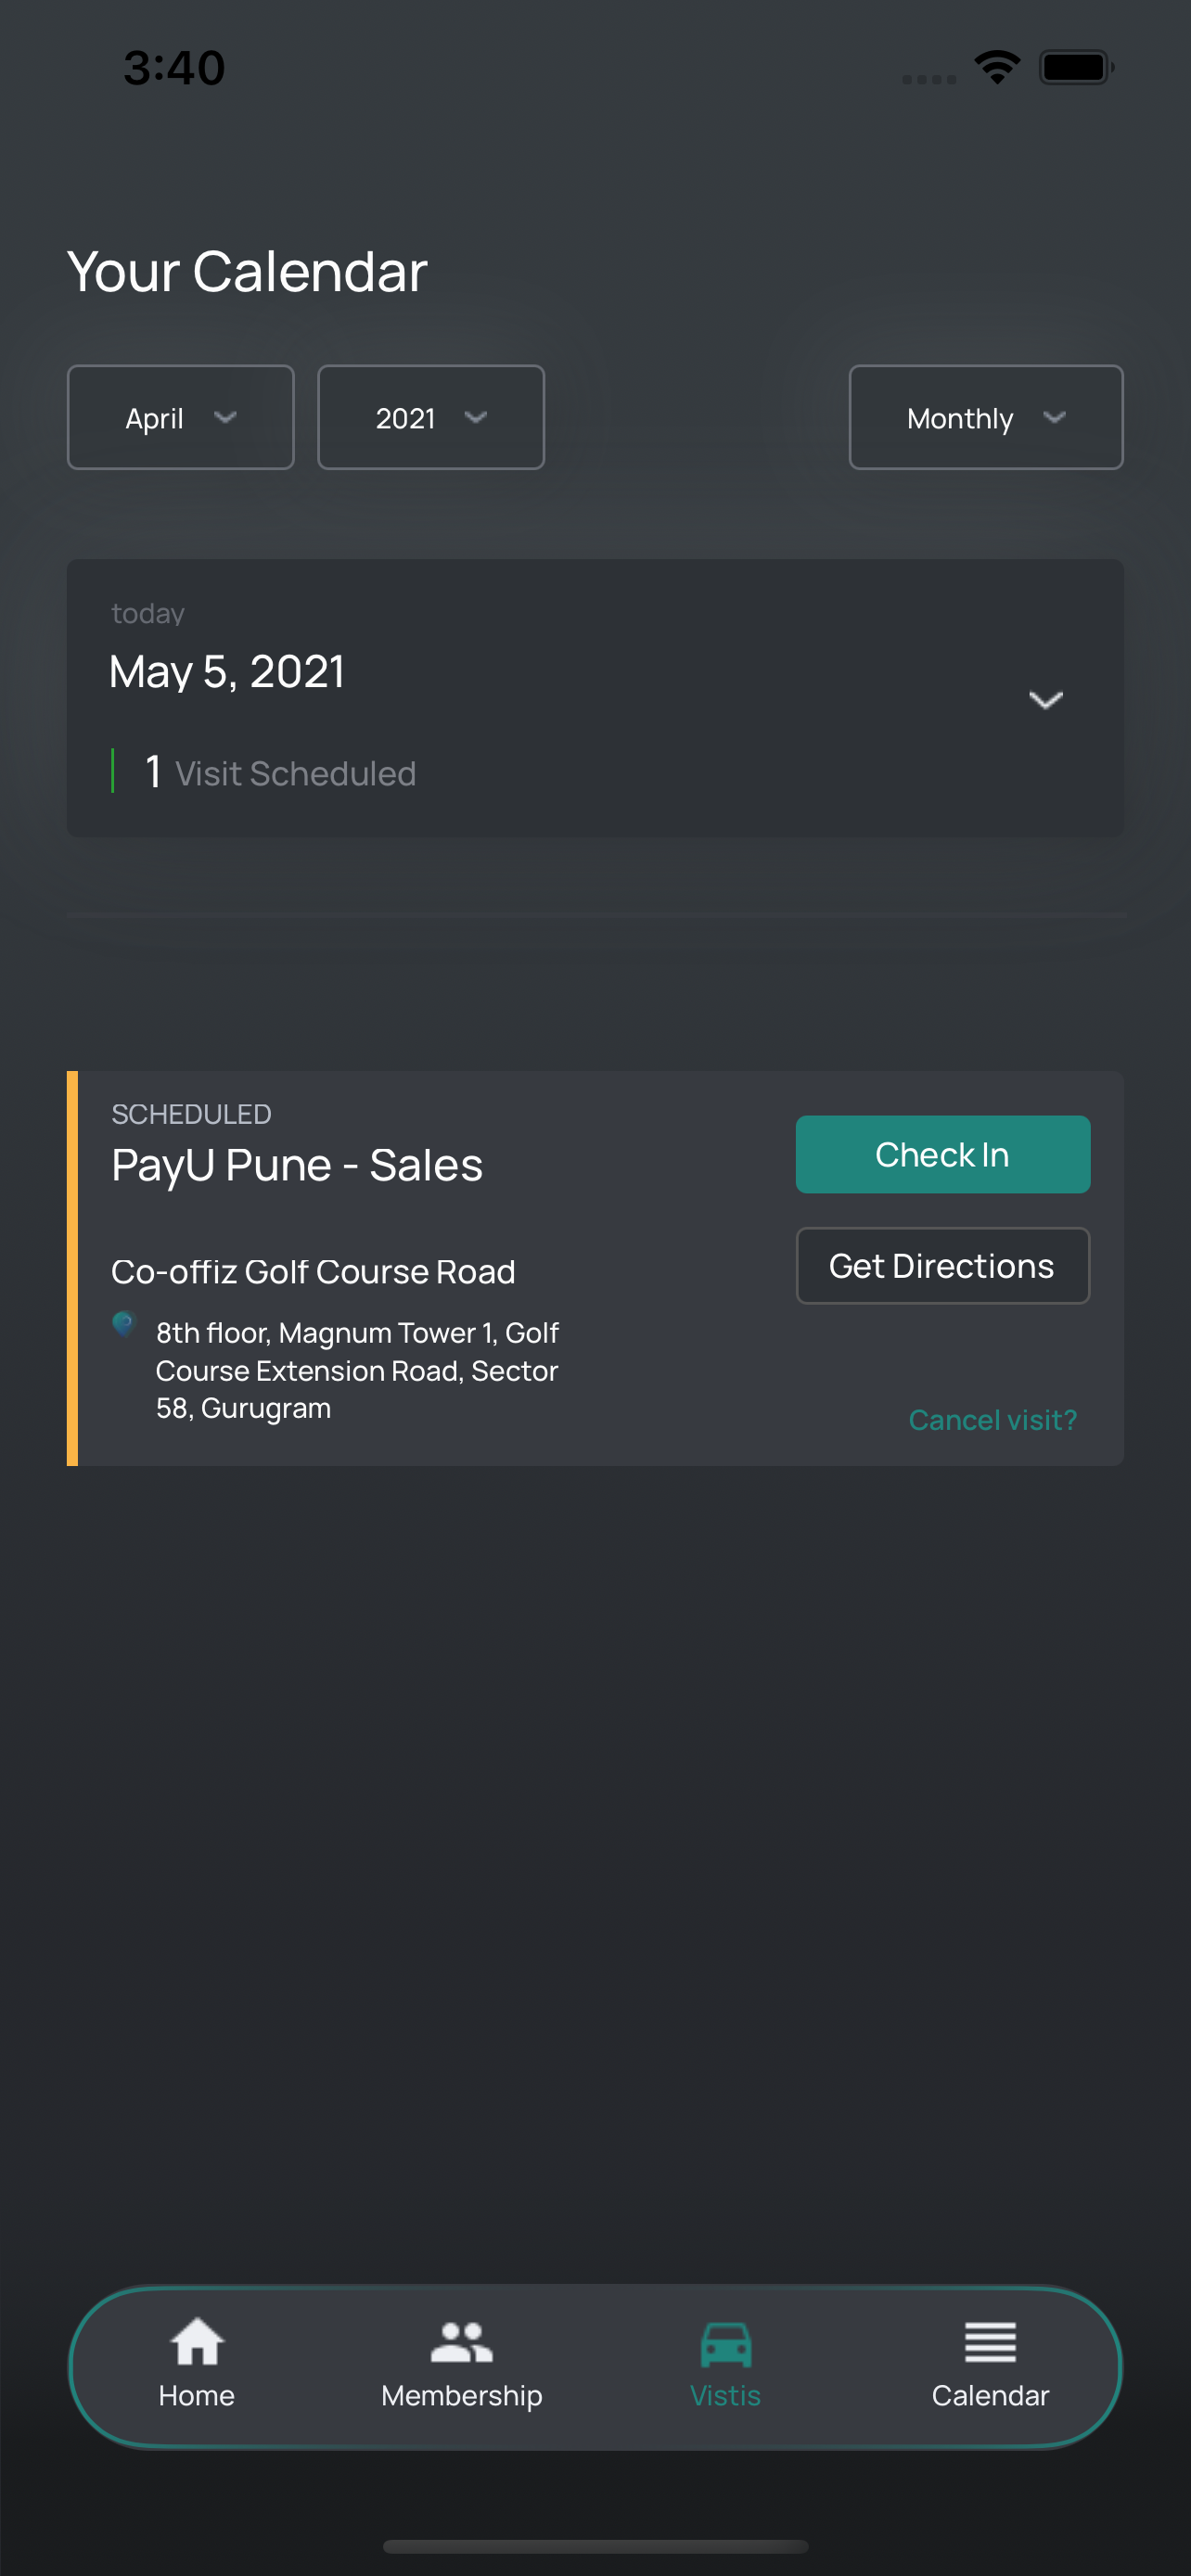 3:40
Your Calendar
April
2021
Monthly
today
May 5, 2021
1 Visit Scheduled
SCHEDULED
PayU Pune - Sales
Check In
Co-offiz Golf Course Road
Get Directions
8th floor, Magnum Tower 1, Golf
Course Extension Road, Sector
58, Gurugram
Cancel visit?
Home
Membership
Vistis
Calendar